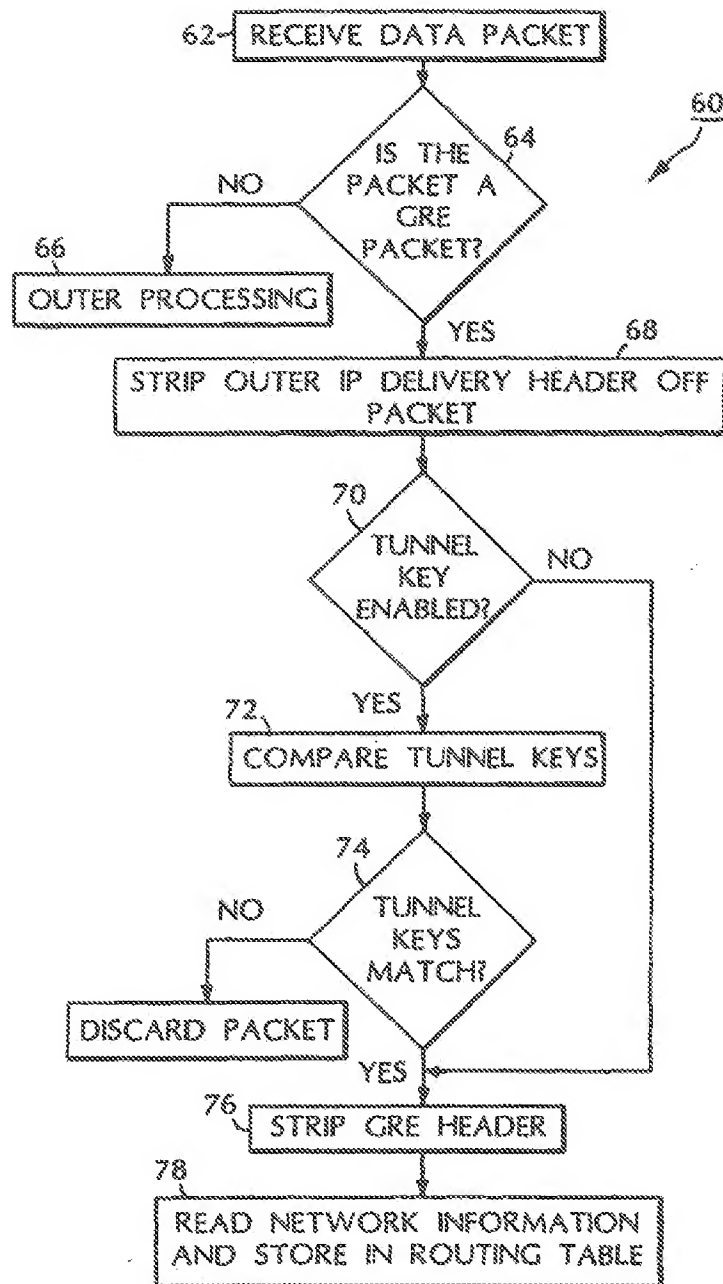 62 RECEIVE DATA PACKET
60
64
IS THE
PACKET A
GRE
PACKET?
NO
66
OUTER PROCESSING
YES
68
STRIP OUTER IP DELIVERY HEADER OFF
PACKET
70
TUNNEL
KEY
ENABLED?
NO
YES
72
COMPARE TUNNEL KEYS
74
TUNNEL
KEYS
MATCH?
NO
DISCARD PACKET
YES
76 STRIP GRE HEADER
78
READ NETWORK INFORMATION
AND STORE IN ROUTING TABLE